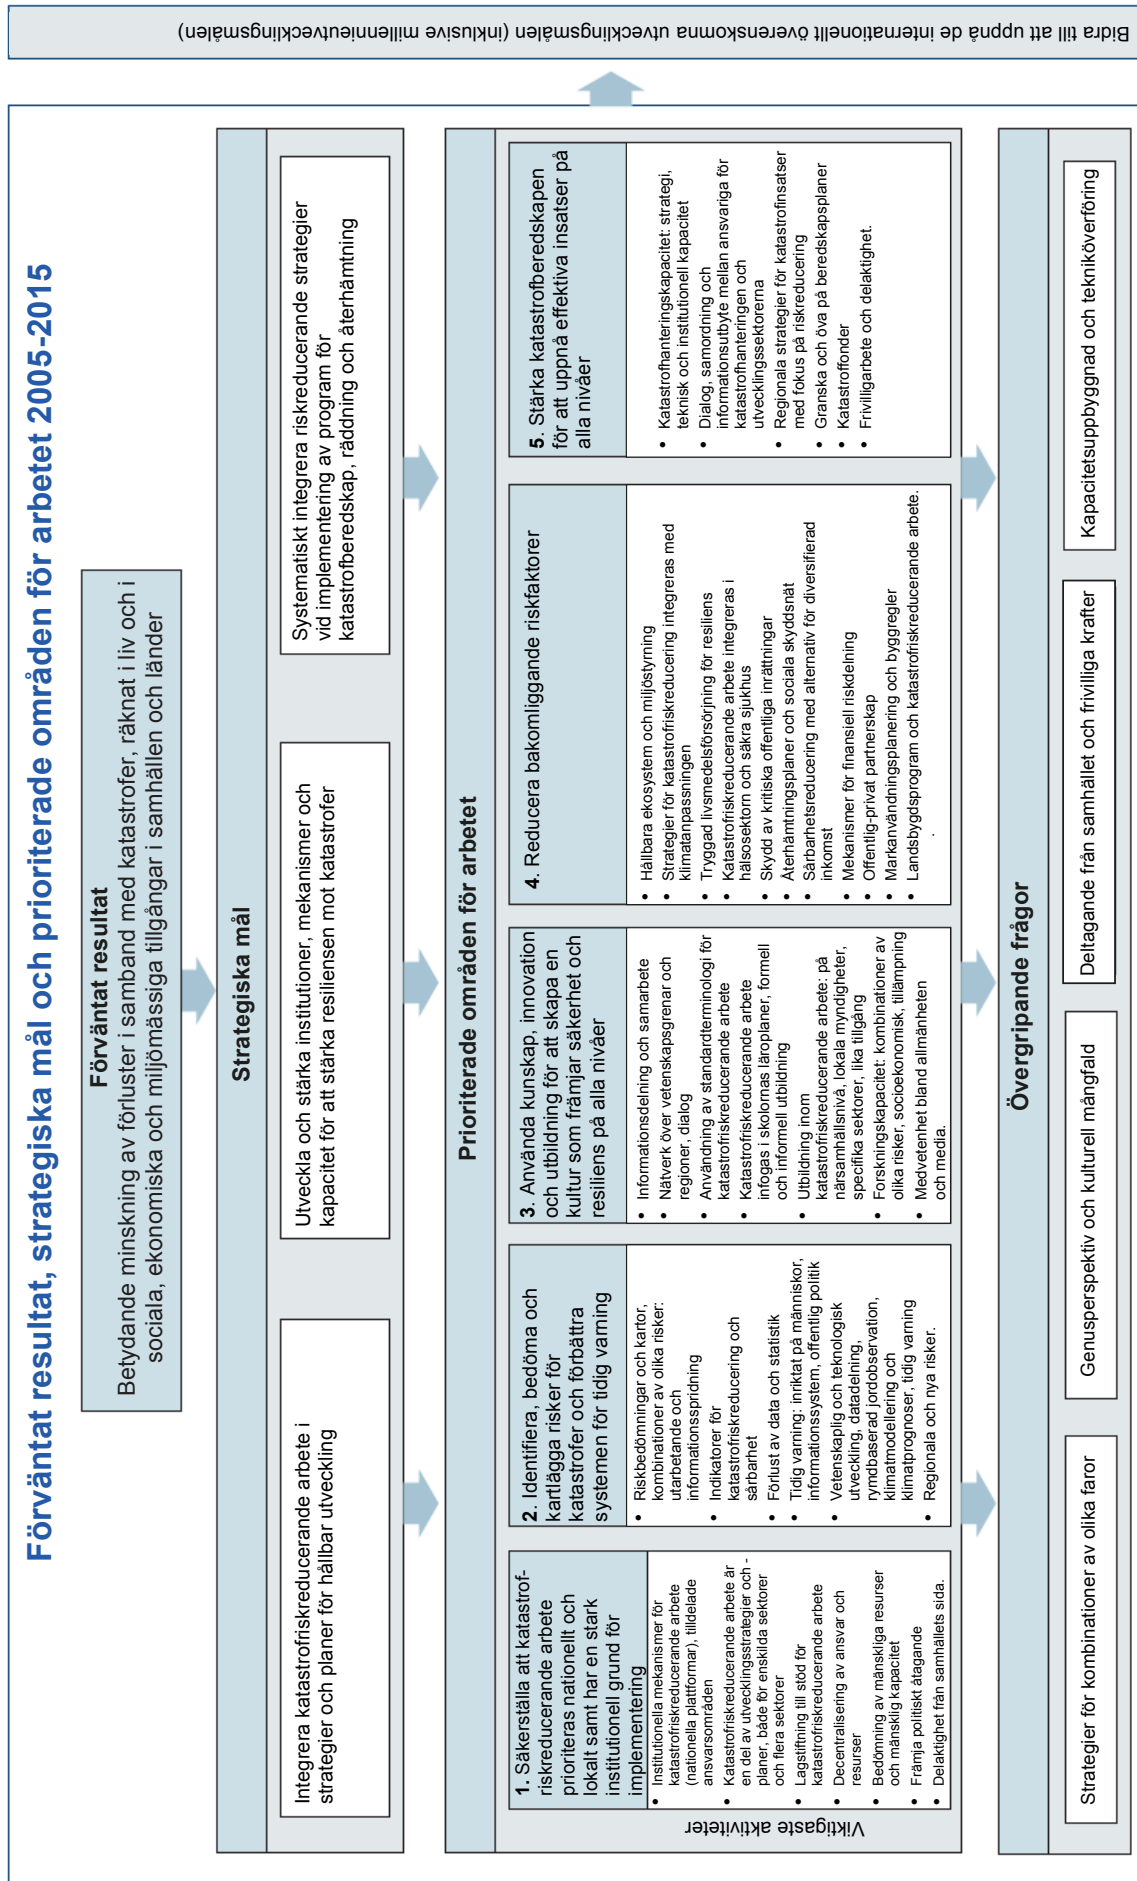 Förväntat resultat, strategiska mål och prioriterade områden för arbetet 2005-2015
Förväntat resultat
Betydande minskning av förluster i samband med katastrofer, räknat i liv och i
sociala, ekonomiska och miljömässiga tillgångar i samhällen och länder
Strategiska mål
Integrera katastrofriskreducerande arbete i
strategier och planer för hållbar utveckling
Utveckla och stärka institutioner, mekanismer och
kapacitet för att stärka resiliensen mot katastrofer
Systematiskt integrera riskreducerande strategier
vid implementering av program för
katastrofberedskap, räddning och återhämtning
Prioriterade områden för arbetet
Viktigaste aktiviteter
1. Säkerställa att katastrof-
riskreducerande arbete
prioriteras nationellt och
lokalt samt har en stark
institutionell grund för
implementering
• Institutionella mekanismer för
katastrofriskreducerande arbete
(nationella plattformar), tilldelade
ansvarsområden
• Katastrofriskreducerande arbete är
en del av utvecklingsstrategier och -
planer, både för enskilda sektorer
och flera sektorer
• Lagstiftning till stöd för
katastrofriskreducerande arbete
• Decentralisering av ansvar och
resurser
• Bedömning av mänskliga resurser
och mänsklig kapacitet
• Främja politiskt åtagande
• Delaktighet från samhällets sida.
2. Identifiera, bedöma och
kartlägga risker för
katastrofer och förbättra
systemen för tidig varning
• Riskbedömningar och kartor,
kombinationer av olika risker:
utarbetande och
informationsspridning
• Indikatorer för
katastrofriskreducering och
sårbarhet
• Förlust av data och statistik
• Tidig varning: inriktat på människor,
informationssystem, offentlig politik
• Vetenskaplig och teknologisk
utveckling, datadelning,
rymdbaserad jordobservation,
klimatmodellering och
klimatprognoser, tidig varning
• Regionala och nya risker.
3. Använda kunskap, innovation
och utbildning för att skapa en
kultur som främjar säkerhet och
resiliens på alla nivåer
• Informationsdelning och samarbete
• Nätverk över vetenskapsgrenar och
regioner, dialog
• Användning av standardterminologi för
katastrofriskreducerande arbete
• Katastrofriskreducerande arbete
infogas i skolornas läroplaner, formell
och informell utbildning
• Utbildning inom
katastrofriskreducerande arbete: på
närsamhällsnivå, lokala myndigheter,
specifika sektorer, lika tillgång
• Forskningskapacitet: kombinationer av
olika risker, socioekonomisk, tillämpning
• Medvetenhet bland allmänheten
och media.
4. Reducera bakomliggande riskfaktorer
• Hållbara ekosystem och miljöstyrning
• Strategier för katastrofriskreducering integreras med
klimatanpassningen
• Tryggad livsmedelsförsörjning för resiliens
• Katastrofriskreducerande arbete integreras i
hälsosektorn och säkra sjukhus
• Skydd av kritiska offentliga inrättningar
• Återhämtningsplaner och sociala skyddsnät
• Sårbarhetsreducering med alternativ för diversifierad
inkomst
• Mekanismer för finansiell riskdelning
• Offentlig-privat partnerskap
• Markanvändningsplanering och byggregler
• Landsbygdsprogram och katastrofriskreducerande arbete.
.
5. Stärka katastrofberedskapen
för att uppnå effektiva insatser på
alla nivåer
• Katastrofhanteringskapacitet: strategi,
teknisk och institutionell kapacitet
• Dialog, samordning och
informationsutbyte mellan ansvariga för
katastrofhanteringen och
utvecklingssektorerna
• Regionala strategier för katastrofinsatser
med fokus på riskreducering
• Granska och öva på beredskapsplaner
• Katastroffonder
• Frivilligarbete och delaktighet.
Övergripande frågor
Strategier för kombinationer av olika faror
Genusperspektiv och kulturell mångfald
Deltagande från samhället och frivilliga krafter
Kapacitetsuppbyggnad och tekniköverföring
Bidra till att uppnå de internationellt överenskomna utvecklingsmålen (inklusive millennieutvecklingsmålen)